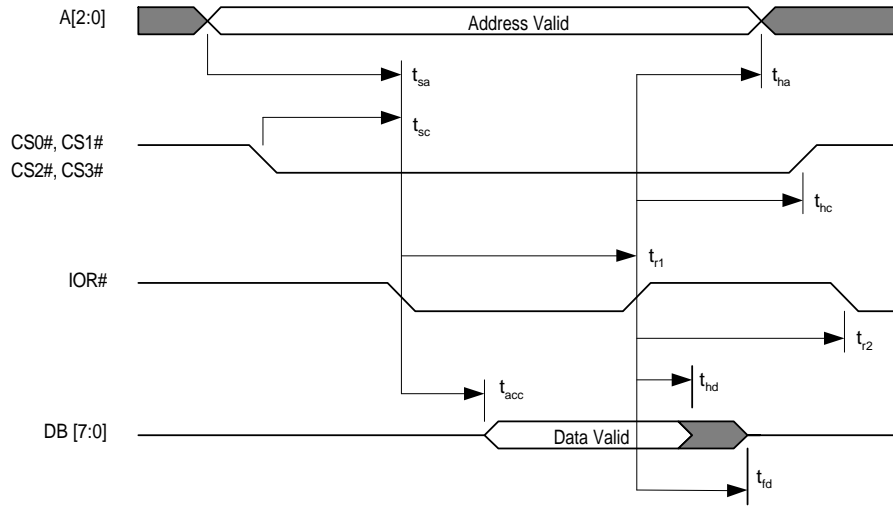 A[2:0]
Address Valid
tsa
tha
tsc
CS0#, CS1#
CS2#, CS3#
thc
tr1
IOR#
tr2
thd
tacc
DB [7:0]
Data Valid
tfd